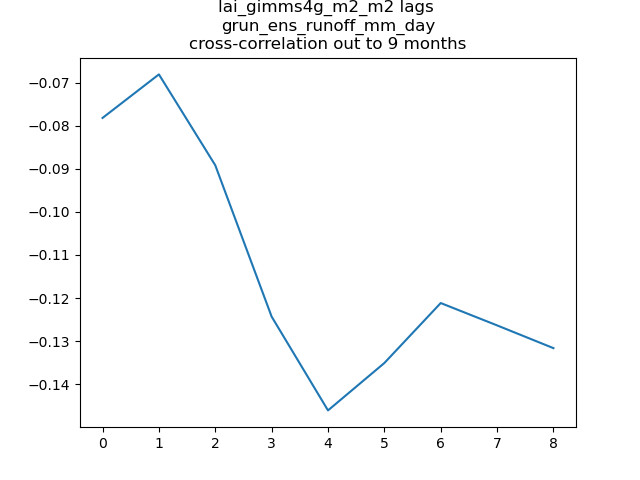 lai_gimms4g_m2_m2 lags
grun_ens_runoff_mm_day
cross-correlation out to 9 months
−0.07
−0.08
−0.09
−0.10
−0.11
−0.12
−0.13
−0.14
0 1 2 3 4 5 6 7 8